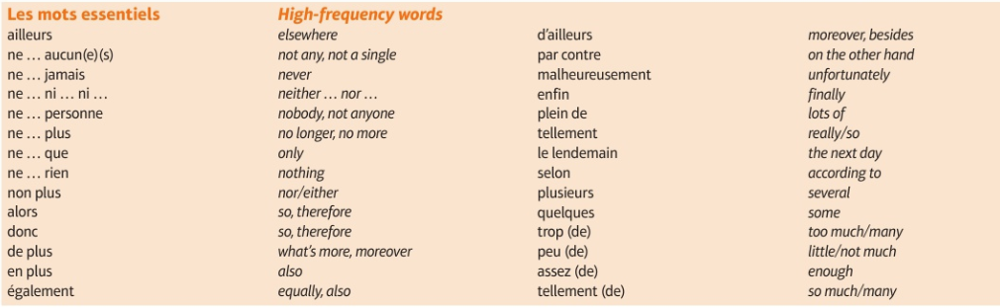 Les mots essentiels High-frequency words
ailleurs elsewhere
ne … aucun(e)(s) not any, not a single
ne … jamais never
ne … ni … ni … neither … nor …
ne … personne nobody, not anyone
ne … plus no longer, no more
ne … que only
ne … rien nothing
non plus nor/either
alors so, therefore
donc so, therefore
de plus what's more, moreover
en plus also
également equally, also
d'ailleurs moreover, besides
par contre on the other hand
malheureusement unfortunately
enfin finally
plein de lots of
tellement really/so
le lendemain the next day
selon according to
plusieurs several
quelques some
trop (de) too much/many
peu (de) little/not much
assez (de) enough
tellement (de) so much/many